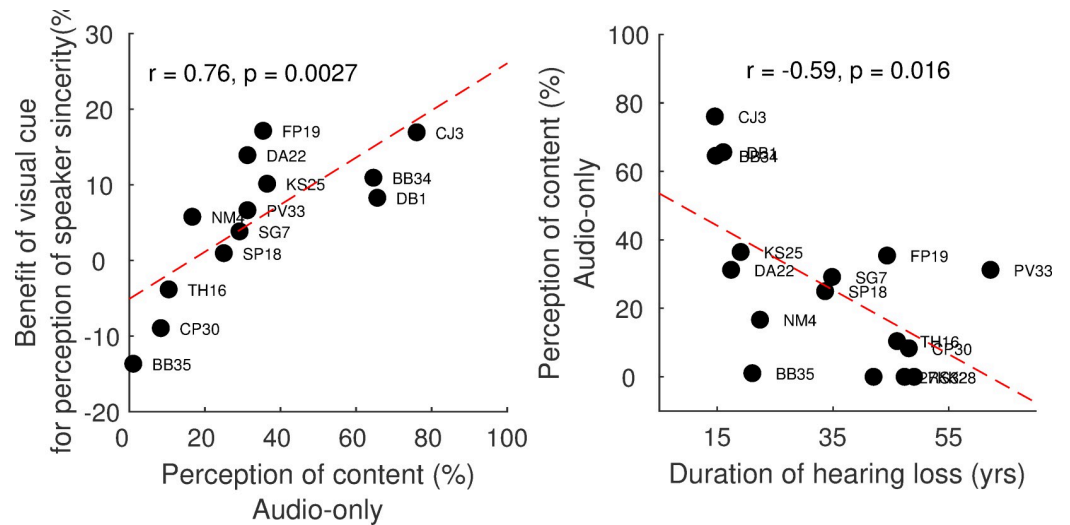 Benefit of visual cue
for perception of speaker sincerity(%
30
20
10
0
-10
-20
r = 0.76, p = 0.0027
FP19
CJ3
DA22
KS25
BB34
DB1
PV33
NM4
SG7
SP18
TH16
CP30
BB35
0 20 40 60 80 100
Perception of content (%)
Audio-only
Perception of content (%)
Audio-only
100
80
60
40
20
0
r = -0.59, p = 0.016
CJ3
DB1
BB34
KS25
DA22
FP19
PV33
SG7
SP18
NM4
TH16
CP30
BB35
15 35 55
Duration of hearing loss (yrs)